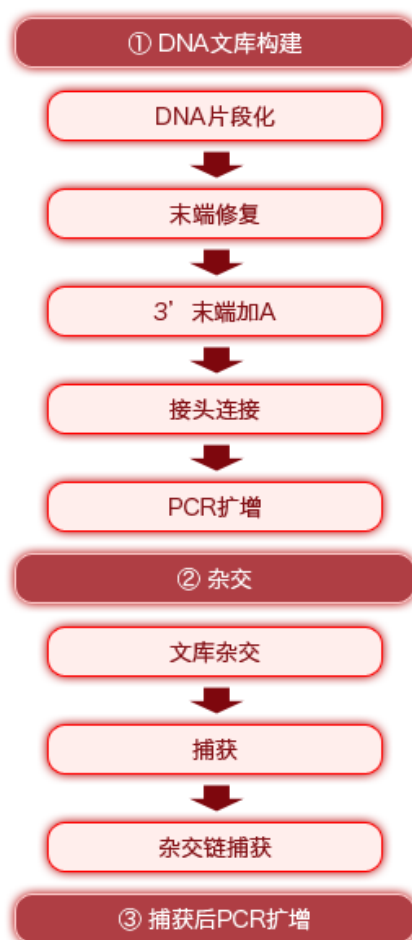 ① DNA文库构建
DNA片段化
末端修复
3’ 末端加A
接头连接
PCR扩增
② 杂交
文库杂交
捕获
杂交链捕获
③ 捕获后PCR扩增